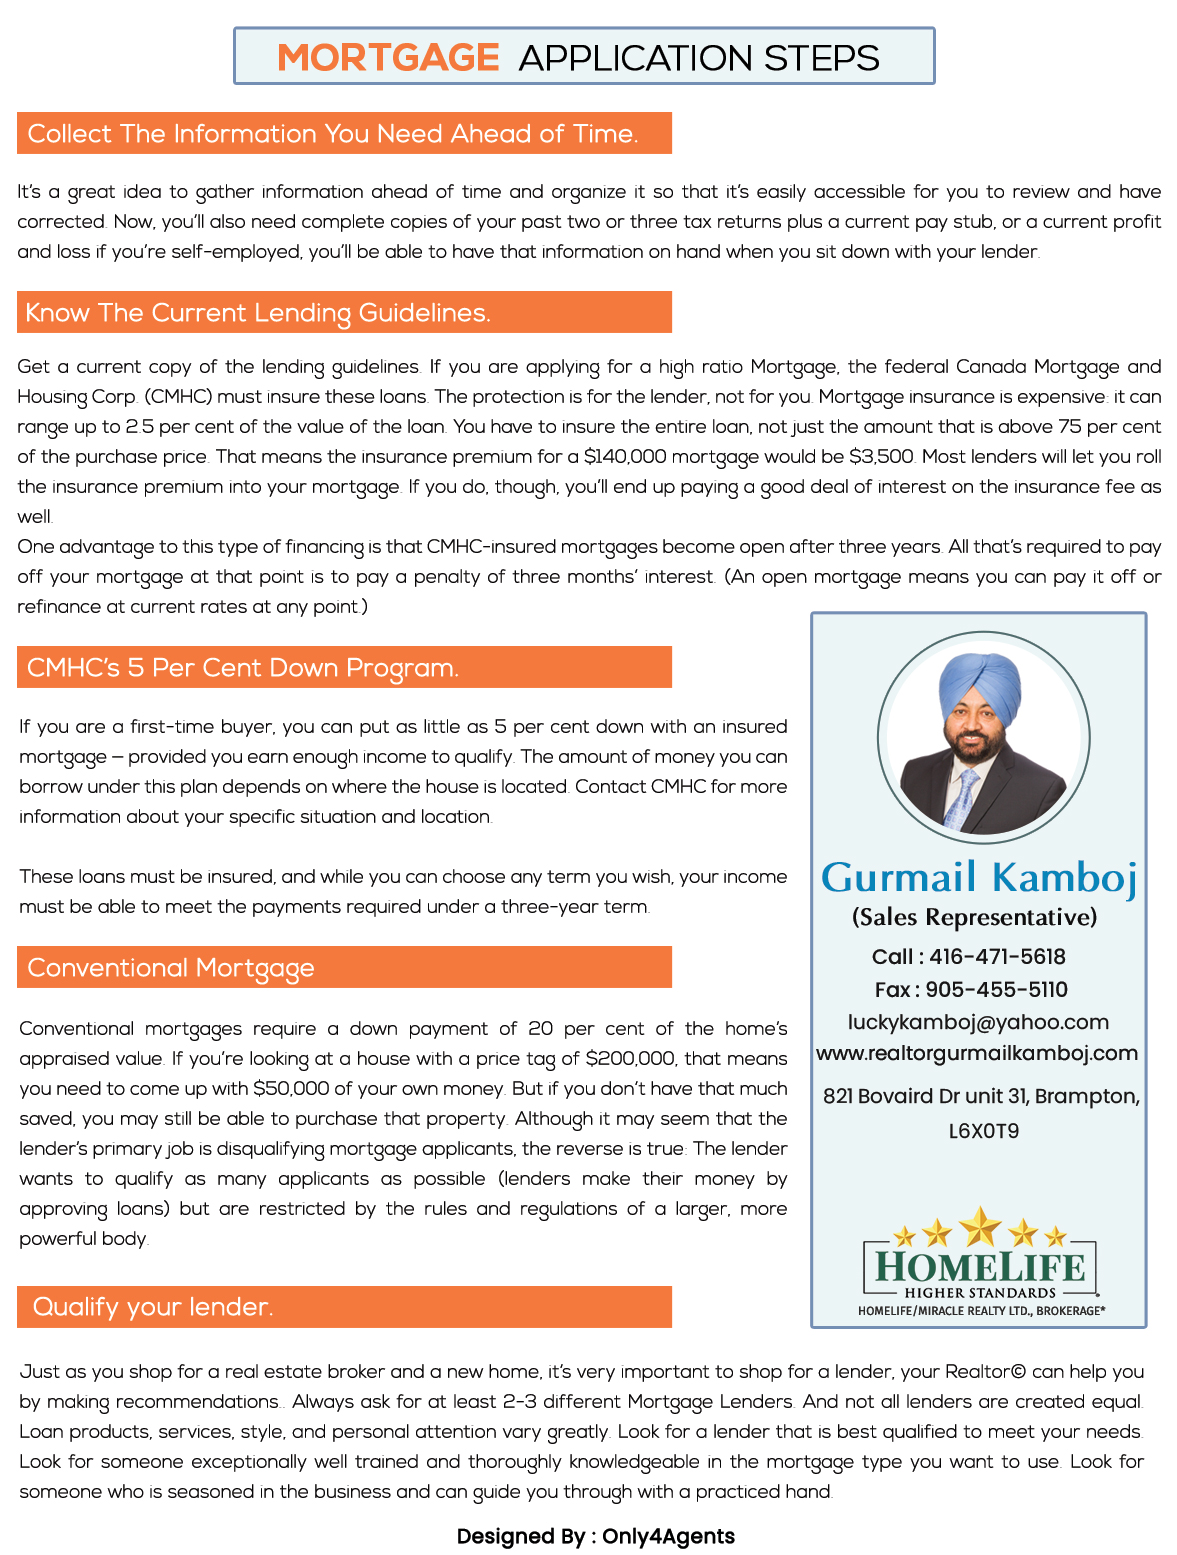 MORTGAGE APPLICATION STEPS
Collect The Information You Need Ahead of Time.
It's a great idea to gather information ahead of time and organize it so that it's easily accessible for you to review and have
corrected. Now, you'll also need complete copies of your past two or three tax returns plus a current pay stub, or a current profit
and loss if you're self-employed, you'll be able to have that information on hand when you sit down with your lender.
Know The Current Lending Guidelines.
Get a current copy of the lending guidelines. If you are applying for a high ratio Mortgage, the federal Canada Mortgage and
Housing Corp. (CMHC) must insure these loans. The protection is for the lender, not for you. Mortgage insurance is expensive: it can
range up to 2.5 per cent of the value of the loan. You have to insure the entire loan, not just the amount that is above 75 per cent
of the purchase price. That means the insurance premium for a $140,000 mortgage would be $3,500. Most lenders will let you roll
the insurance premium into your mortgage. If you do, though, you'll end up paying a good deal of interest on the insurance fee as
well.
One advantage to this type of financing is that CMHC-insured mortgages become open after three years. All that's required to pay
off your mortgage at that point is to pay a penalty of three months' interest. (An open mortgage means you can pay it off or
refinance at current rates at any point.)
CMHC's 5 Per Cent Down Program.
If you are a first-time buyer, you can put as little as 5 per cent down with an insured
mortgage – provided you earn enough income to qualify. The amount of money you can
borrow under this plan depends on where the house is located. Contact CMHC for more
information about your specific situation and location.
These loans must be insured, and while you can choose any term you wish, your income
must be able to meet the payments required under a three-year term.
Conventional Mortgage
Conventional mortgages require a down payment of 20 per cent of the home's
appraised value. If you're looking at a house with a price tag of $200,000, that means
you need to come up with $50,000 of your own money. But if you don't have that much
saved, you may still be able to purchase that property. Although it may seem that the
lender's primary job is disqualifying mortgage applicants, the reverse is true: The lender
wants to qualify as many applicants as possible (lenders make their money by
approving loans) but are restricted by the rules and regulations of a larger, more
powerful body.
Gurmail Kamboj
(Sales Representative)
Call : 416-471-5618
Fax : 905-455-5110
luckykamboj@yahoo.com
www.realtorgurmailkamboj.com
821 Bovaird Dr unit 31, Brampton,
L6X0T9
HOMELIFE
HIGHER STANDARDS
HOMELIFE/MIRACLE REALTY LTD., BROKERAGE*
Qualify your lender.
Just as you shop for a real estate broker and a new home, it's very important to shop for a lender, your Realtor© can help you
by making recommendations.. Always ask for at least 2-3 different Mortgage Lenders. And not all lenders are created equal.
Loan products, services, style, and personal attention vary greatly. Look for a lender that is best qualified to meet your needs.
Look for someone exceptionally well trained and thoroughly knowledgeable in the mortgage type you want to use. Look for
someone who is seasoned in the business and can guide you through with a practiced hand.
Designed By : Only4Agents